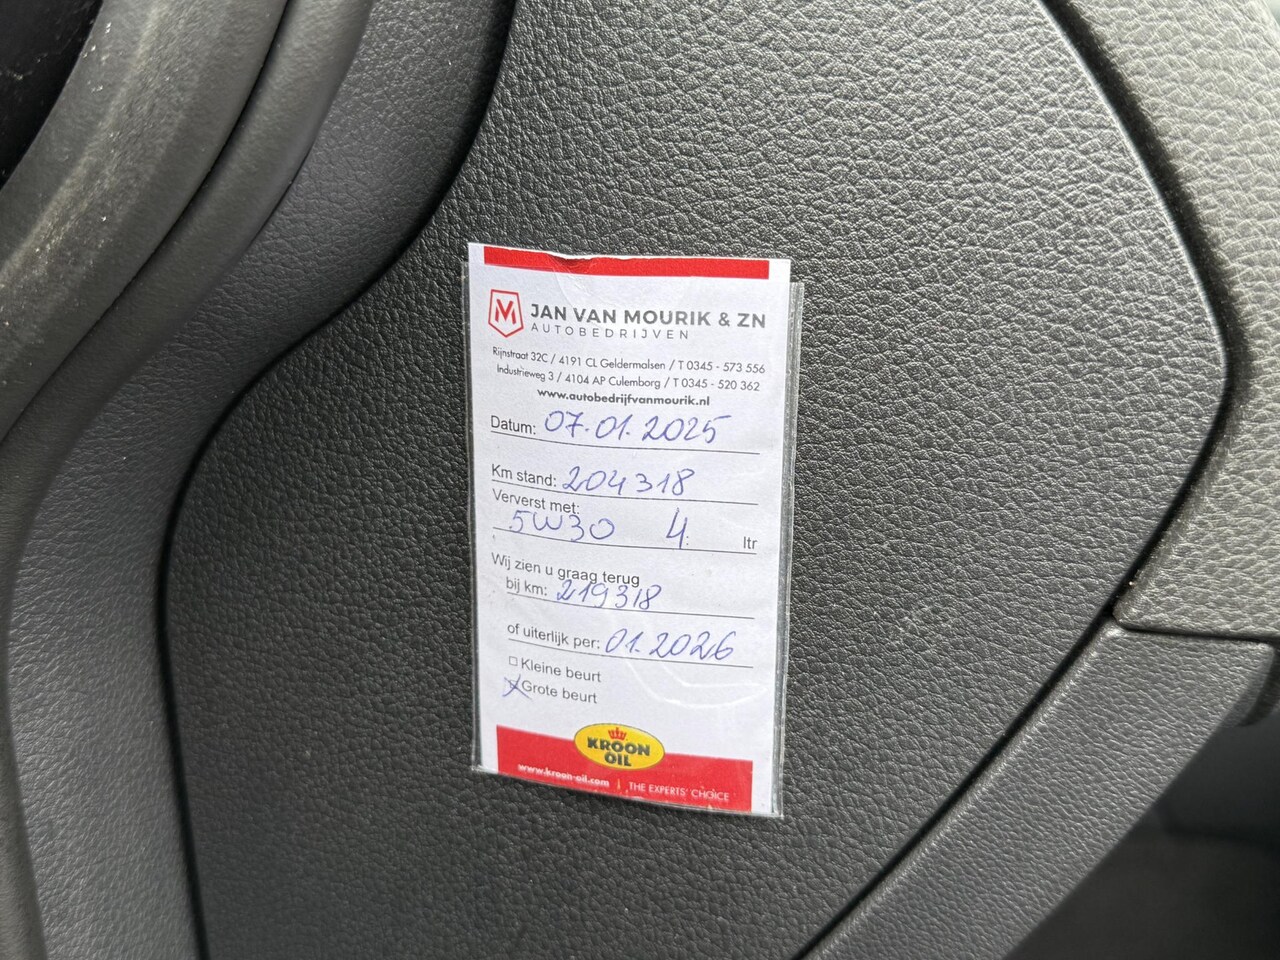 JAN VAN MOURIK & ZN
AUTOBEDRIJVEN
Rijnstraat 32C / 4191 CL Geldermalsen / T 0345 - 573 556
Industrieweg 3 / 4104 AP Culemborg / T 0345 - 520 362
www.autobedrijfvanmourik.nl
Datum: 07.01.2025
Km stand: 204318
Ververst met:
5W30 4: ltr
Wij zien u graag terug
bij km: 219318
of uiterlijk per: 01.2026
Kleine beurt
Grote beurt
KROON
OIL
www.kroon-oil.com | THE EXPERTS' CHOICE